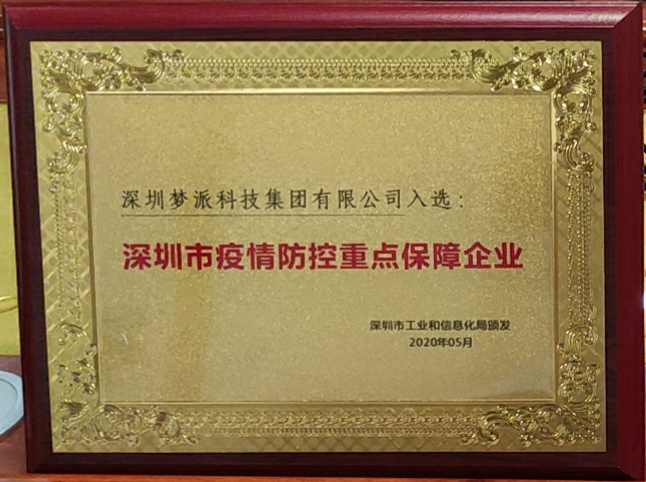 深圳梦派科技集团有限公司入选：
深圳市疫情防控重点保障企业
深圳市工业和信息化局颁发
2020年05月